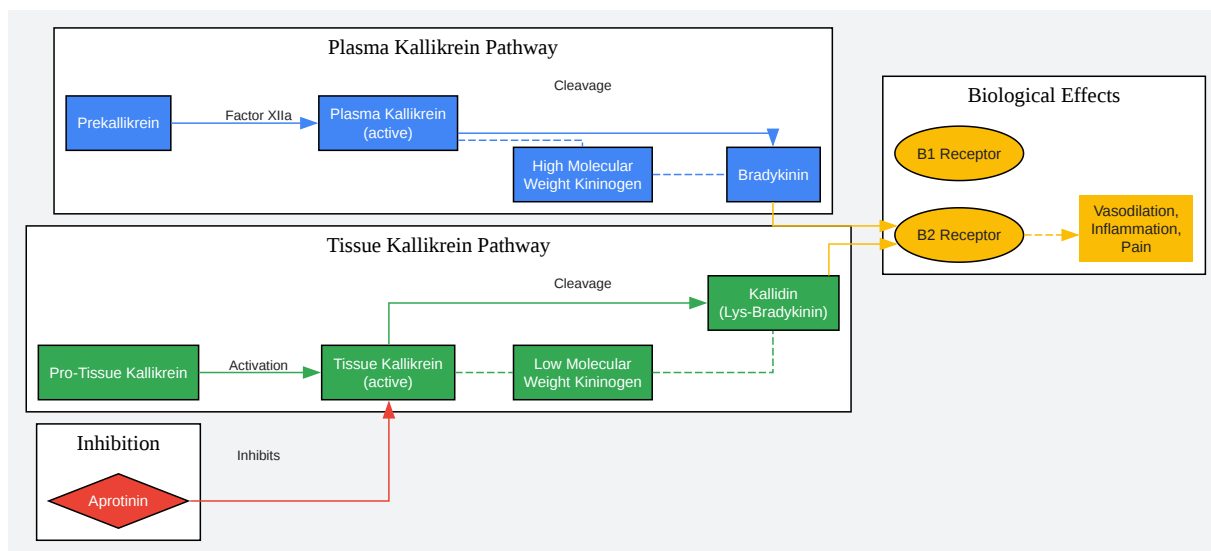 Plasma Kallikrein Pathway
Cleavage
Prekallikrein
Factor XIIa
Plasma Kallikrein
(active)
High Molecular
Weight Kininogen
Bradykinin
Biological Effects
B1 Receptor
B2 Receptor
Vasodilation,
Inflammation,
Pain
Tissue Kallikrein Pathway
Cleavage
Kallidin
(Lys-Bradykinin)
Pro-Tissue Kallikrein
Activation
Tissue Kallikrein
(active)
Low Molecular
Weight Kininogen
Inhibition
Inhibits
Aprotinin